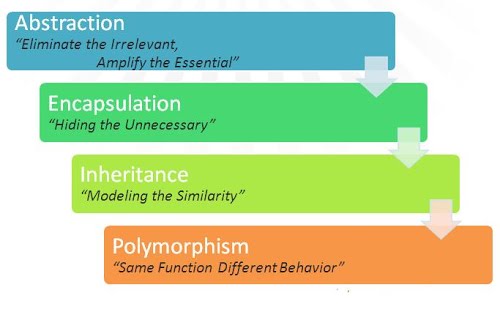 Abstraction
“Eliminate the Irrelevant,
Amplify the Essential”
Encapsulation
“Hiding the Unnecessary”
Inheritance
“Modeling the Similarity”
Polymorphism
“Same Function Different Behavior”